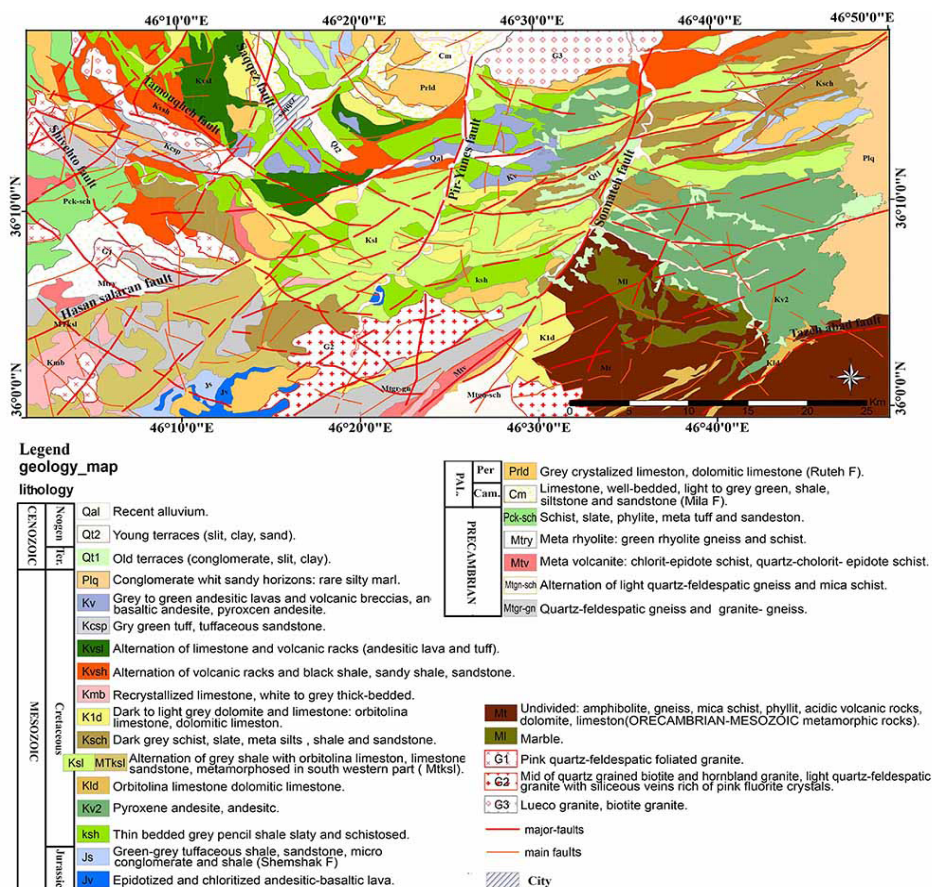 46°10'0"E
46°20'0"E
46°30'0"E
46°40'0"E
46°50'0"E
36°10'0"N
36°0'0"N
36°10'0"N
36°0'0"N
Cm
G3
Kvsl
Saqqez fault
Prld
Ksch
Tamouqheh fault
Kvsh
Saqqez
Qt2
Kcsp
Qal
Shivehto fault
Pir-Yunes fault
Kv
Qt1
Plq
Sonnateh fault
Pck-sch
Ksl
G1
Mtry
ksh
Ml
Hasan salaran fault
Kv2
MTksl
G2
K1d
Tazeh abad fault
Kmb
Mtv
Mt
Kld
Js
Jv
Mtgr-gn
Mtgn-sch
0 5 10 15 20 25
Km
Legend
geology_map
lithology
CENOZOIC
Neogen
Qal Recent alluvium.
Qt2 Young terraces (slit, clay, sand).
Ter.
Qt1 Old terraces (conglomerate, slit, clay).
MESOZOIC
Cretaceous
Plq Conglomerate whit sandy horizons: rare silty marl.
Kv Grey to green andesitic lavas and volcanic breccias, an
basaltic andesite, pyroxcen andesite.
Kcsp Gry green tuff, tuffaceous sandstone.
Kvsl Alternation of limestone and volcanic racks (andesitic lava and tuff).
Kvsh Alternation of volcanic racks and black shale, sandy shale, sandstone.
Kmb Recrystallized limestone, white to grey thick-bedded.
K1d Dark to light grey dolomite and limestone: orbitolina
limestone, dolomitic limeston.
Ksch Dark grey schist, slate, meta silts , shale and sandstone.
Ksl MTksl Alternation of grey shale with orbitolina limeston, limestone
sandstone, metamorphosed in south western part ( Mtksl).
Kld Orbitolina limestone dolomitic limestone.
Kv2 Pyroxene andesite, andesitc.
ksh Thin bedded grey pencil shale slaty and schistosed.
Jurassic
Js Green-grey tuffaceous shale, sandstone, micro
conglomerate and shale (Shemshak F)
Jv Epidotized and chloritized andesitic-basaltic lava.
PAL.
Per
Prld Grey crystalized limeston, dolomitic limestone (Ruteh F).
Cam.
Cm Limestone, well-bedded, light to grey green, shale,
siltstone and sandstone (Mila F).
PRECAMBRIAN
Pck-sch Schist, slate, phylite, meta tuff and sandeston.
Mtry Meta rhyolite: green rhyolite gneiss and schist.
Mtv Meta volcanite: chlorit-epidote schist, quartz-cholorit- epidote schist.
Mtgn-sch Alternation of light quartz-feldespatic gneiss and mica schist.
Mtgr-gn Quartz-feldespatic gneiss and granite- gneiss.
Mt Undivided: amphibolite, gneiss, mica schist, phyllit, acidic volcanic rocks,
dolomite, limeston(ORECAMBRIAN-MESOZOIC metamorphic rocs).
Ml Marble.
G1 Pink quartz-feldespatic foliated granite.
G2 Mid of quartz grained biotite and hornbland granite, light quartz-feldespatic
granite with siliceous veins rich of pink fluorite crystals.
G3 Lueco granite, biotite granite.
major-faults
main faults
City